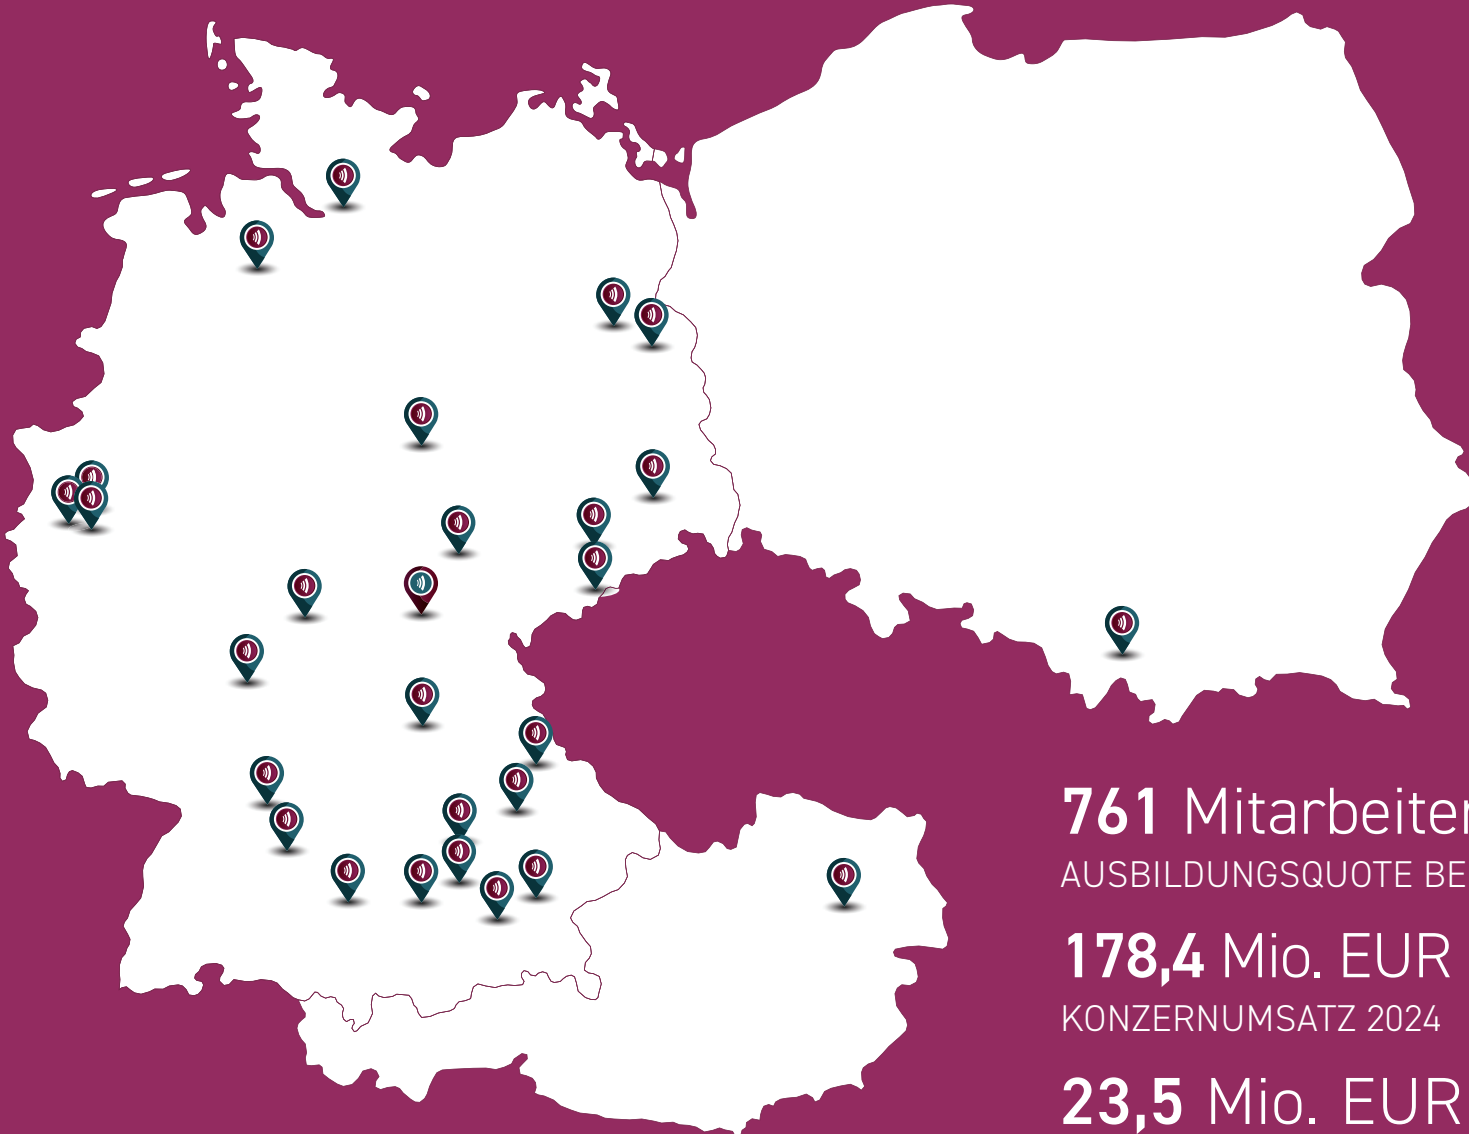 761 Mitarbeiter
AUSBILDUNGSQUOTE BE
178,4 Mio. EUR
KONZERNUMSATZ 2024
23,5 Mio. EUR